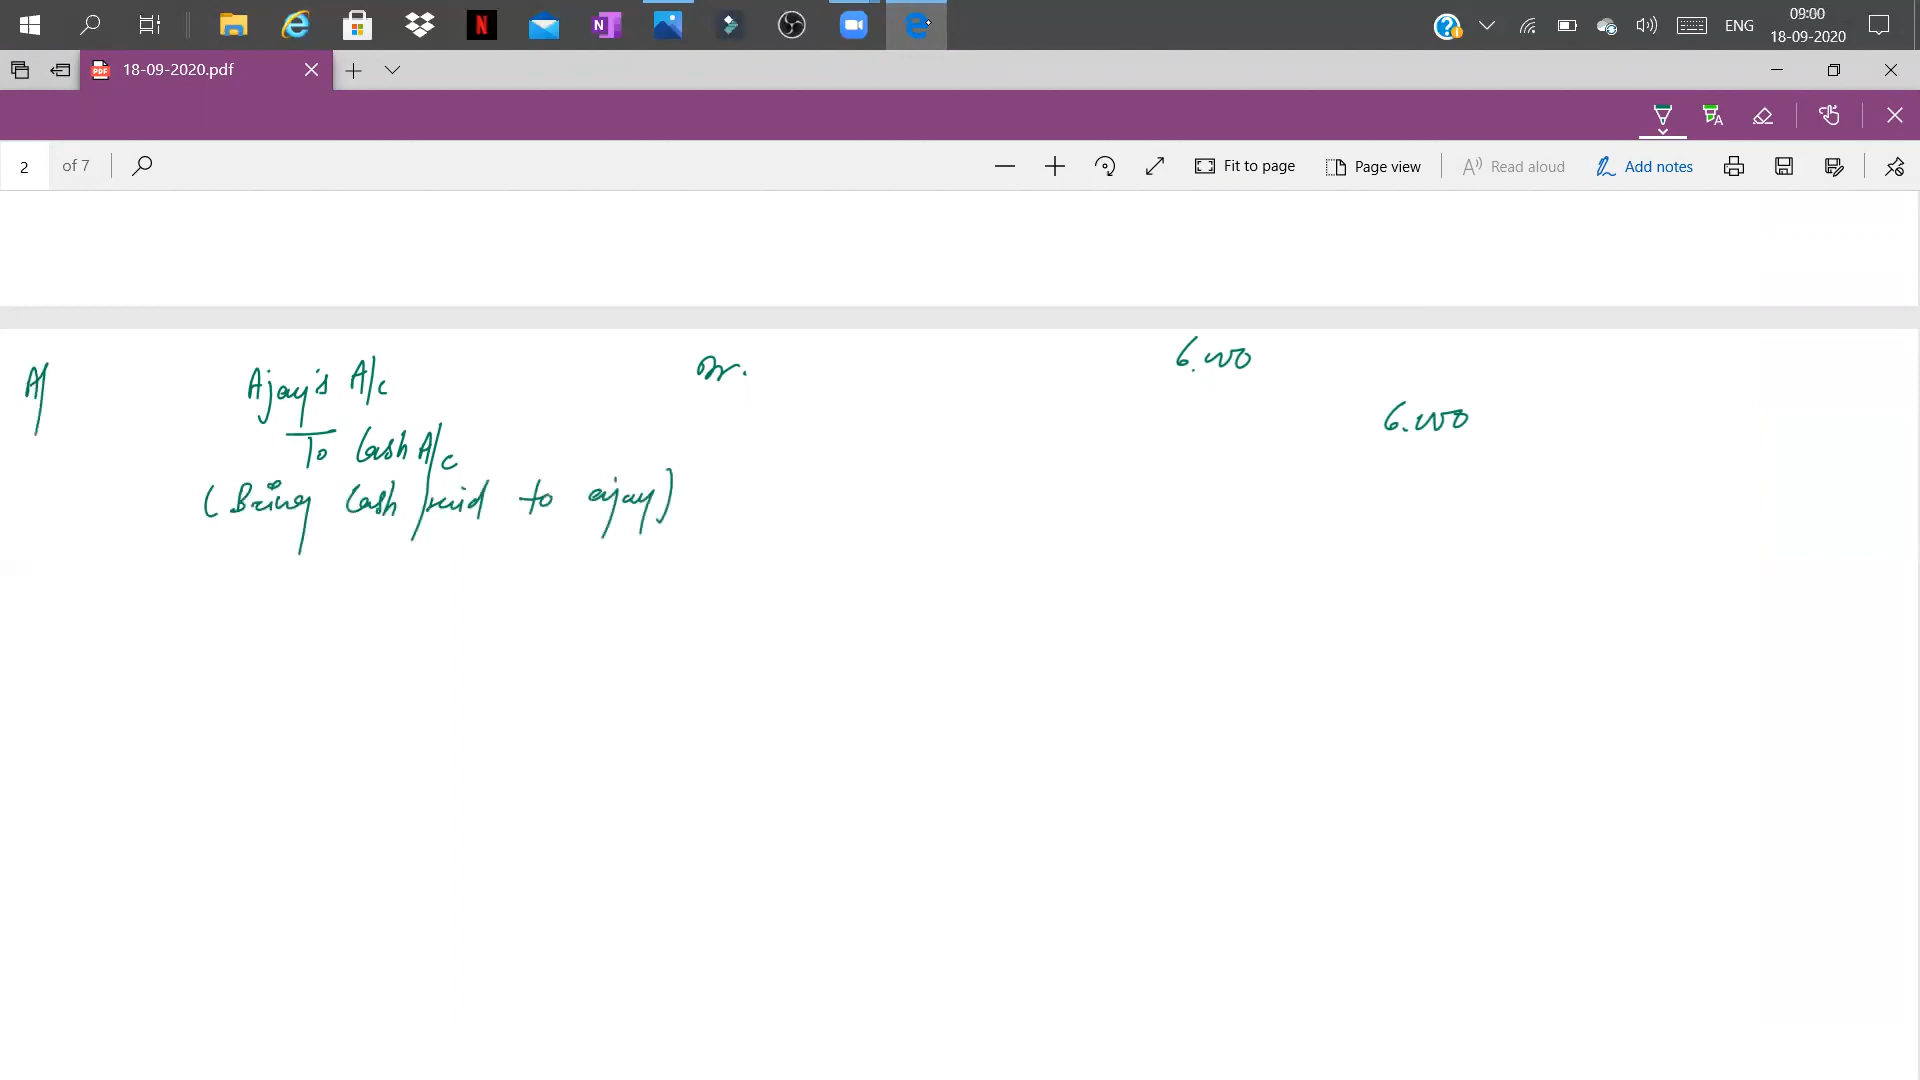 09:00
ENG
18-09-2020
18-09-2020.pdf
2 of 7
Fit to page
Page view
Read aloud
Add notes
Ajay's A/c Dr. 6.000
To Cash A/c 6.000
(Being Cash paid to ajay)